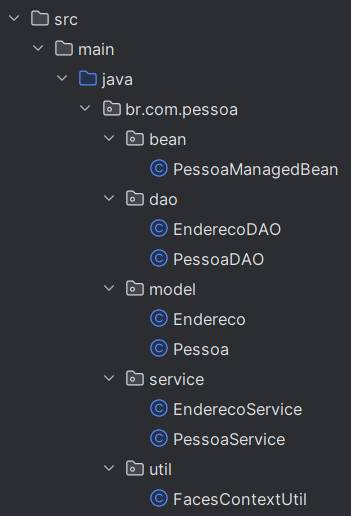 src
main
java
br.com.pessoa
bean
PessoaManagedBean
dao
EnderecoDAO
PessoaDAO
model
Endereco
Pessoa
service
EnderecoService
PessoaService
util
FacesContextUtil